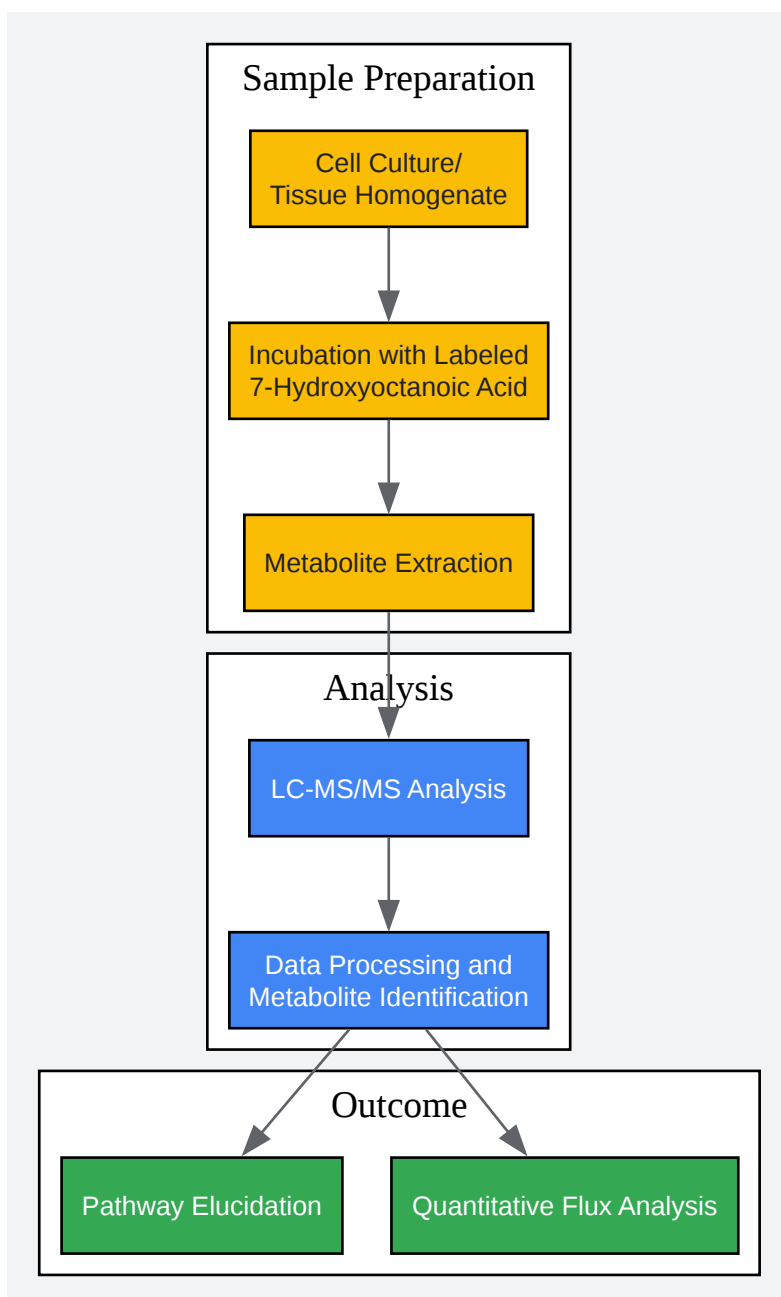 Sample Preparation
Cell Culture/
Tissue Homogenate
Incubation with Labeled
7-Hydroxyoctanoic Acid
Metabolite Extraction
Analysis
LC-MS/MS Analysis
Data Processing and
Metabolite Identification
Outcome
Pathway Elucidation
Quantitative Flux Analysis